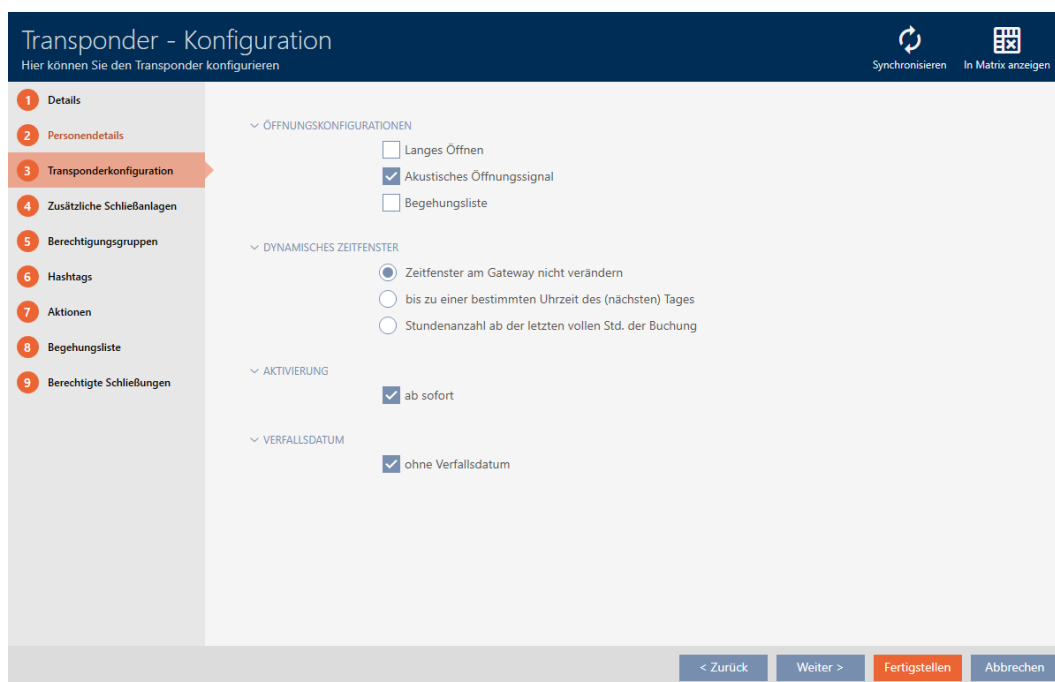 Transponder - Konfiguration
Hier können Sie den Transponder konfigurieren
Synchronisieren
In Matrix anzeigen
1 Details
2 Personendetails
3 Transponderkonfiguration
4 Zusätzliche Schließanlagen
5 Berechtigungsgruppen
6 Hashtags
7 Aktionen
8 Begehungsliste
9 Berechtigte Schließungen
ÖFFNUNGSKONFIGURATIONEN
Langes Öffnen
Akustisches Öffnungssignal
Begehungsliste
DYNAMISCHES ZEITFENSTER
Zeitfenster am Gateway nicht verändern
bis zu einer bestimmten Uhrzeit des (nächsten) Tages
Stundenanzahl ab der letzten vollen Std. der Buchung
AKTIVIERUNG
ab sofort
VERFALLSDATUM
ohne Verfallsdatum
< Zurück
Weiter >
Fertigstellen
Abbrechen